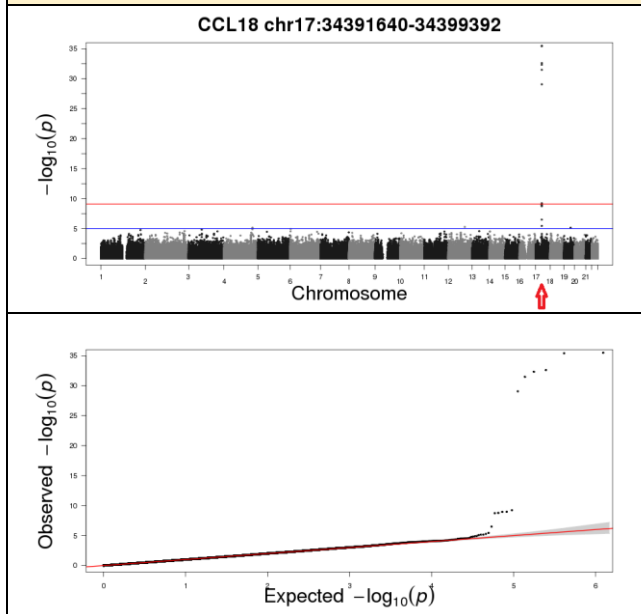 CCL18 chr17:34391640-34399392
35
30
25
20
15
10
5
0
−log10(p)
1 2 3 4 5 6 7 8 9 10 11 12 13 14 15 16 17 18 19 20 21
Chromosome
35
30
25
20
15
10
5
0
Observed −log10(p)
0 1 2 3 4 5 6
Expected −log10(p)